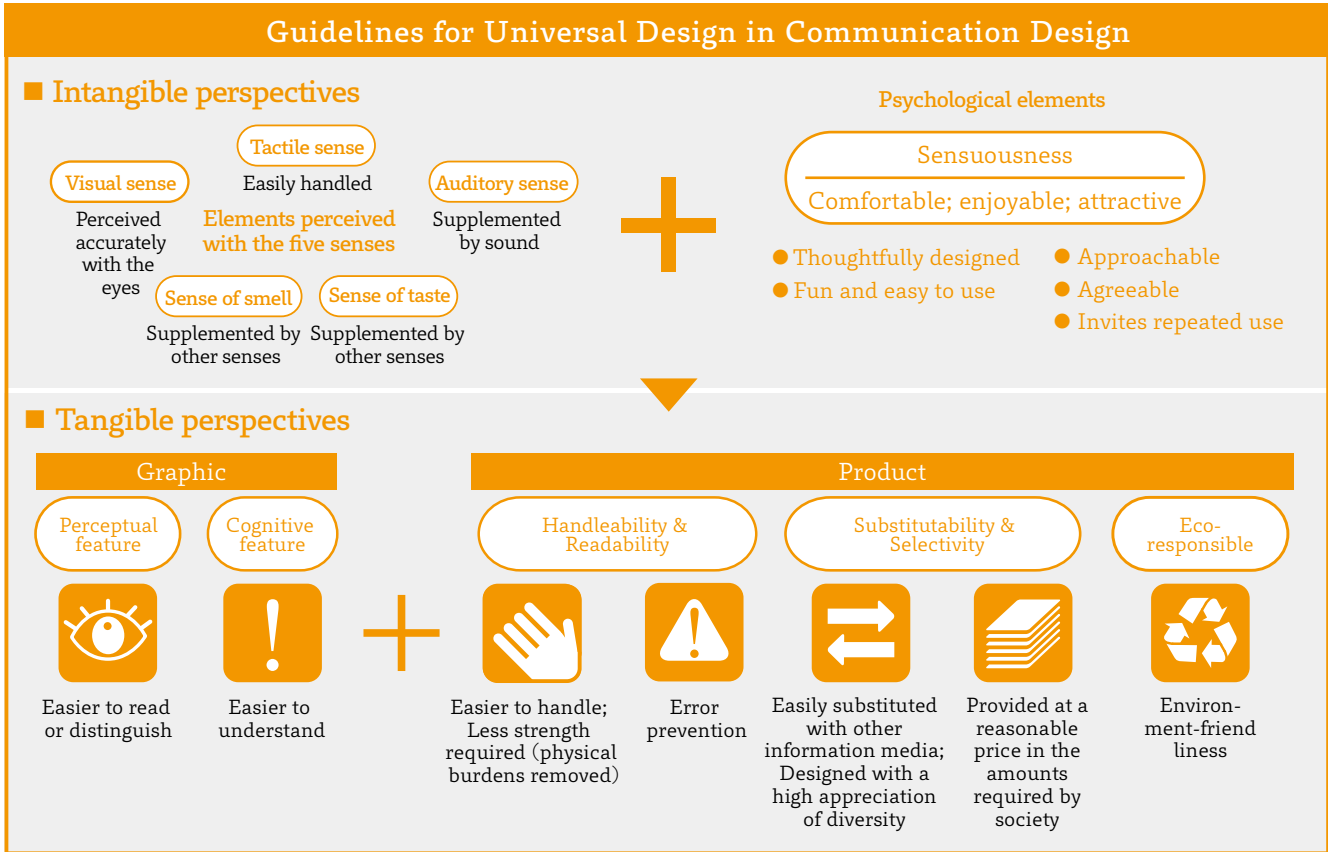 Guidelines for Universal Design in Communication Design
■ Intangible perspectives
Visual sense
Perceived
accurately
with the
eyes
Tactile sense
Easily handled
Auditory sense
Supplemented
by sound
Elements perceived
with the five senses
Sense of smell
Supplemented by
other senses
Sense of taste
Supplemented by
other senses
Psychological elements
Sensuousness
Comfortable; enjoyable; attractive
● Thoughtfully designed
● Fun and easy to use
● Approachable
● Agreeable
● Invites repeated use
■ Tangible perspectives
Graphic
Perceptual
feature
Easier to read
or distinguish
Cognitive
feature
Easier to
understand
Product
Handleability &
Readability
Easier to handle;
Less strength
required (physical
burdens removed)
Error
prevention
Substitutability &
Selectivity
Easily substituted
with other
information media;
Designed with a
high appreciation
of diversity
Provided at a
reasonable
price in the
amounts
required by
society
Eco-
responsible
Environ-
ment-friend
liness